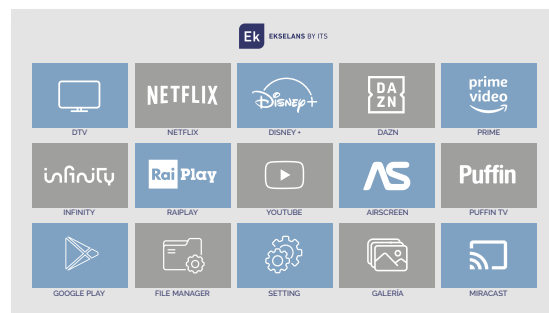 Ek EKSELANS BY ITS
DTV
NETFLIX
NETFLIX
Disney+
DISNEY +
DA
ZN
DAZN
prime
video
PRIME
infinity
INFINITY
Rai Play
RAIPLAY
YOUTUBE
AS
AIRSCREEN
Puffin
PUFFIN TV
GOOGLE PLAY
FILE MANAGER
SETTING
GALERÍA
MIRACAST